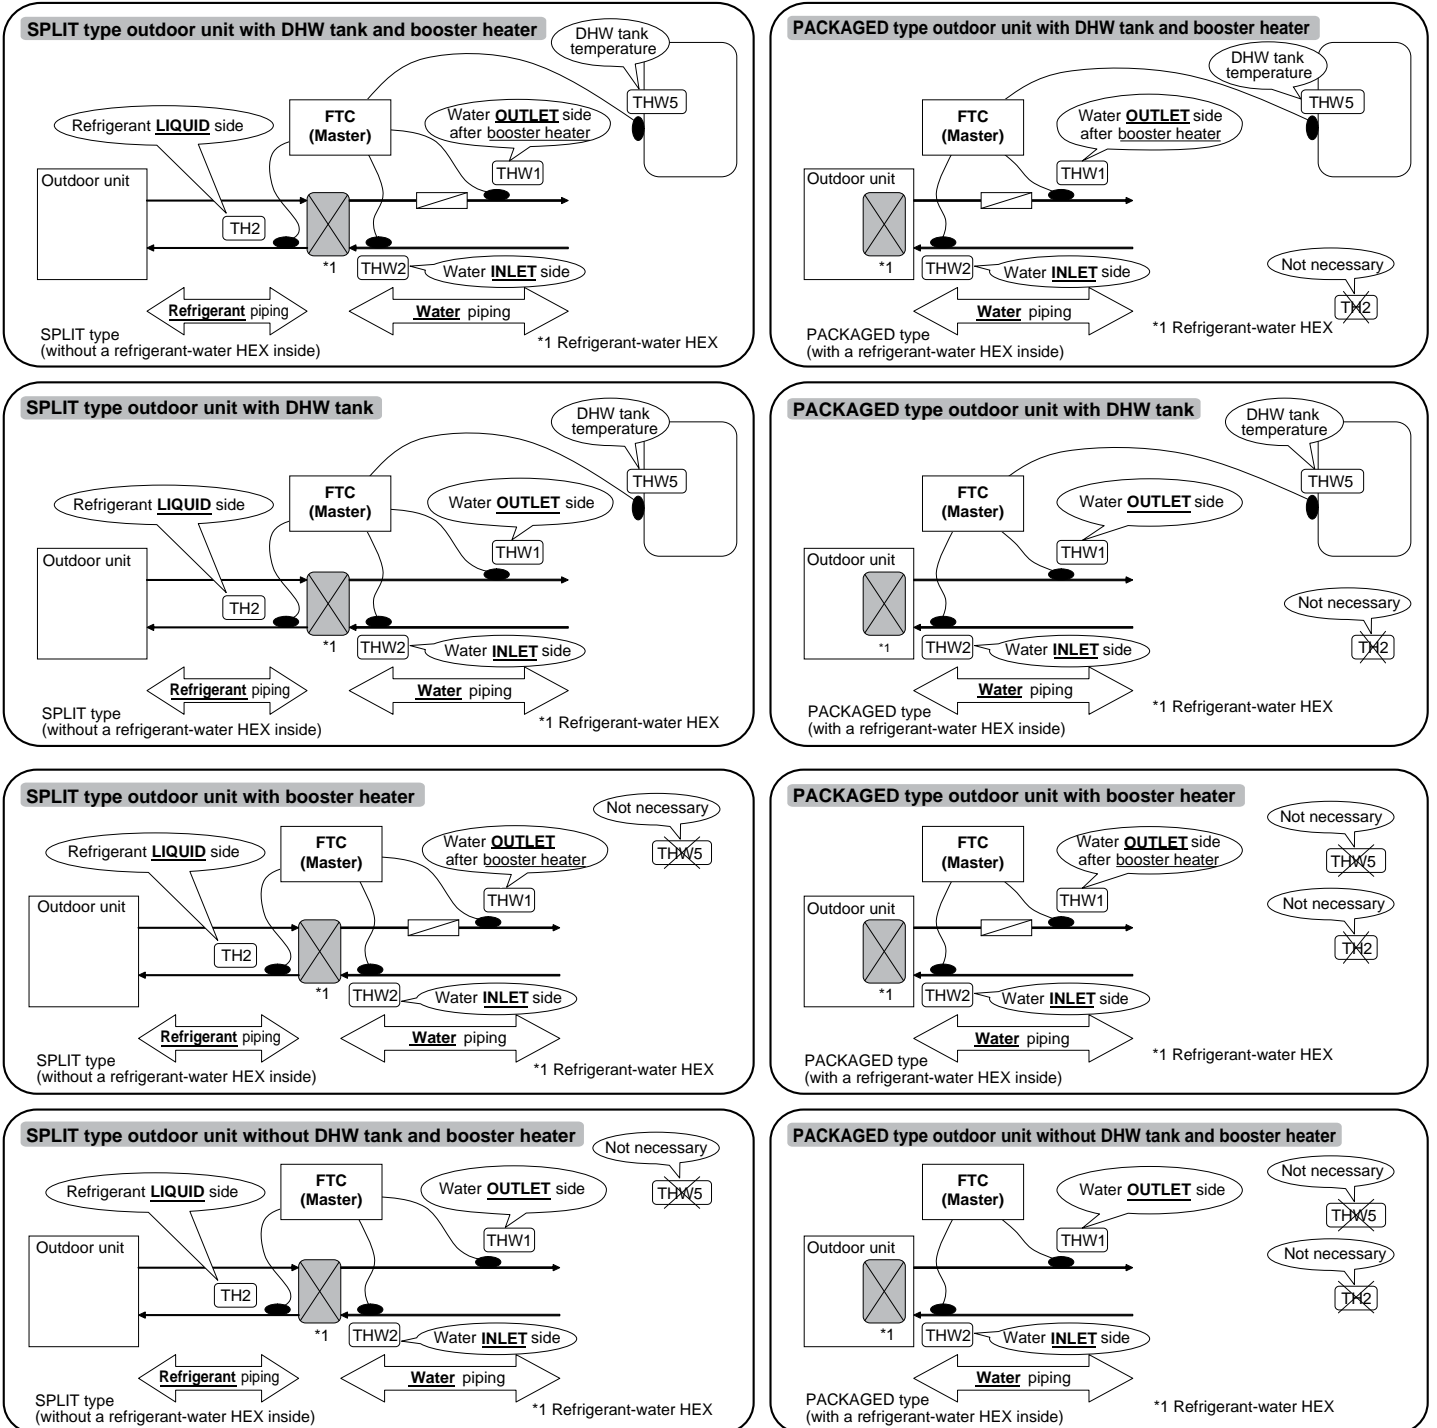 SPLIT type outdoor unit with DHW tank and booster heater
DHW tank
temperature
THW5
FTC
(Master)
Water OUTLET side
after booster heater
Refrigerant LIQUID side
THW1
Outdoor unit
TH2
*1
THW2
Water INLET side
Refrigerant piping
Water piping
SPLIT type
(without a refrigerant-water HEX inside)
*1 Refrigerant-water HEX
PACKAGED type outdoor unit with DHW tank and booster heater
DHW tank
temperature
THW5
FTC
(Master)
Water OUTLET side
after booster heater
THW1
Outdoor unit
*1
THW2
Water INLET side
Not necessary
TH2
Water piping
*1 Refrigerant-water HEX
PACKAGED type
(with a refrigerant-water HEX inside)
SPLIT type outdoor unit with DHW tank
DHW tank
temperature
THW5
FTC
(Master)
Water OUTLET side
Refrigerant LIQUID side
THW1
Outdoor unit
TH2
*1
THW2
Water INLET side
Refrigerant piping
Water piping
SPLIT type
(without a refrigerant-water HEX inside)
*1 Refrigerant-water HEX
PACKAGED type outdoor unit with DHW tank
DHW tank
temperature
THW5
FTC
(Master)
Water OUTLET side
THW1
Outdoor unit
*1
THW2
Water INLET side
Not necessary
TH2
Water piping
*1 Refrigerant-water HEX
PACKAGED type
(with a refrigerant-water HEX inside)
SPLIT type outdoor unit with booster heater
Not necessary
THW5
FTC
(Master)
Water OUTLET
after booster heater
Refrigerant LIQUID side
THW1
Outdoor unit
TH2
*1
THW2
Water INLET side
Refrigerant piping
Water piping
SPLIT type
(without a refrigerant-water HEX inside)
*1 Refrigerant-water HEX
PACKAGED type outdoor unit with booster heater
Not necessary
THW5
FTC
(Master)
Water OUTLET side
after booster heater
THW1
Not necessary
TH2
Outdoor unit
*1
THW2
Water INLET side
Water piping
*1 Refrigerant-water HEX
PACKAGED type
(with a refrigerant-water HEX inside)
SPLIT type outdoor unit without DHW tank and booster heater
Not necessary
THW5
FTC
(Master)
Water OUTLET side
Refrigerant LIQUID side
THW1
Outdoor unit
TH2
*1
THW2
Water INLET side
Refrigerant piping
Water piping
SPLIT type
(without a refrigerant-water HEX inside)
*1 Refrigerant-water HEX
PACKAGED type outdoor unit without DHW tank and booster heater
Not necessary
THW5
FTC
(Master)
Water OUTLET side
THW1
Not necessary
TH2
Outdoor unit
*1
THW2
Water INLET side
Water piping
*1 Refrigerant-water HEX
PACKAGED type
(with a refrigerant-water HEX inside)